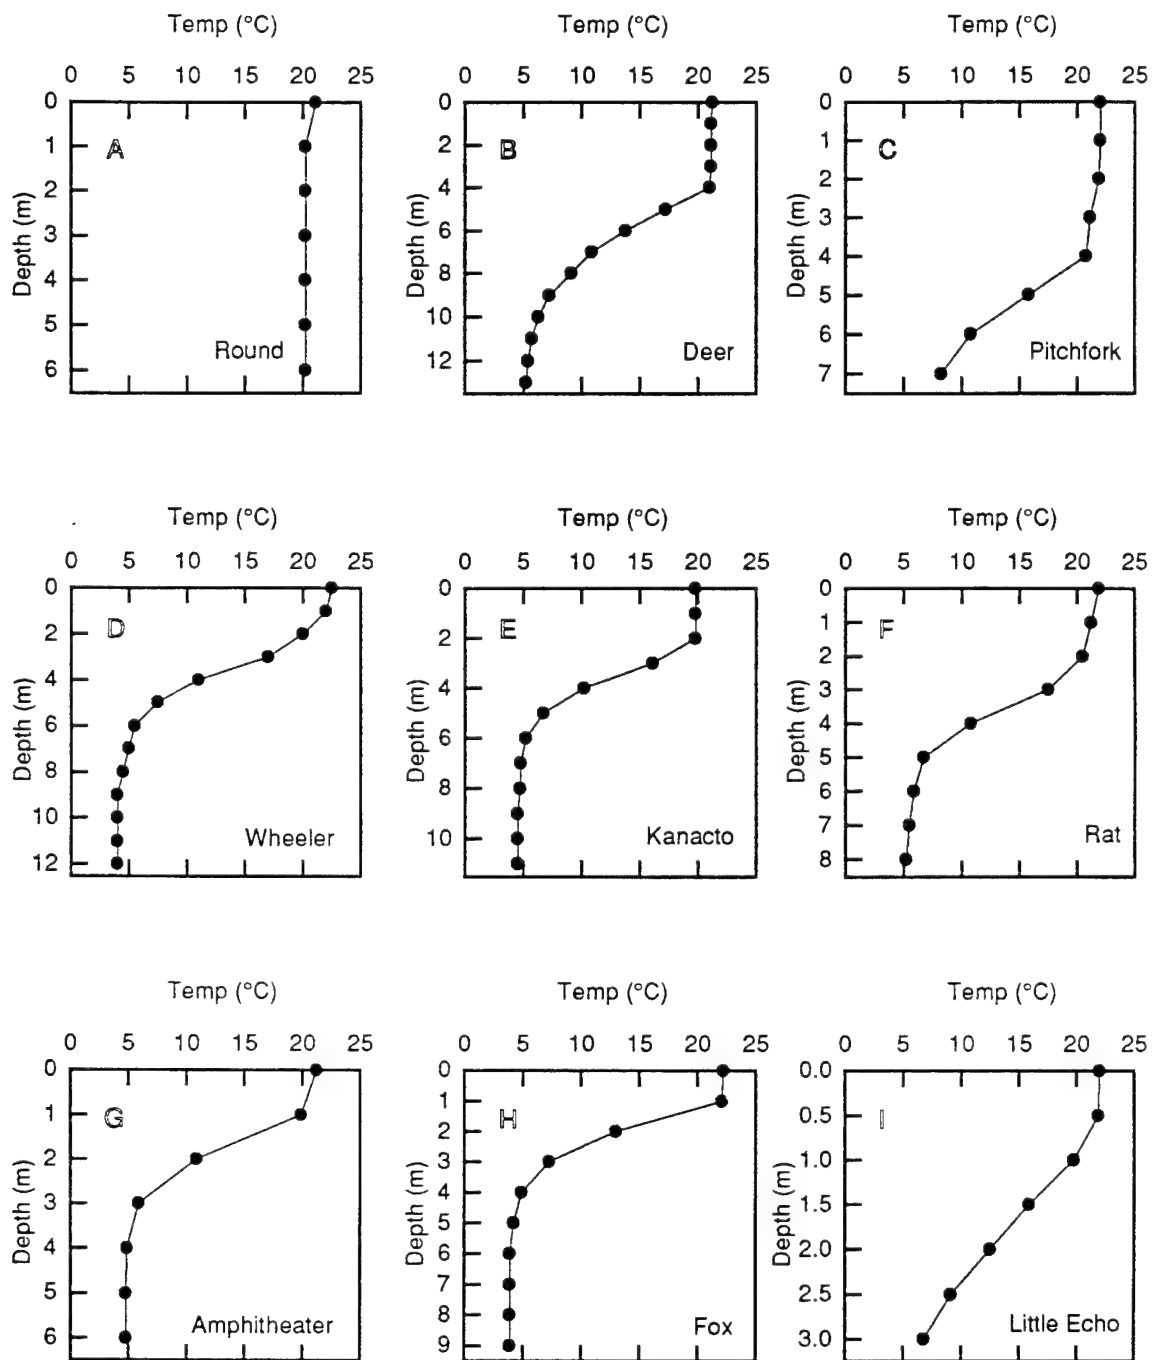 Temp (°C)
0 5 10 15 20 25
0
1
2
3
4
5
6
Depth (m)
A
Round
Temp (°C)
0 5 10 15 20 25
0
2
4
6
8
10
12
Depth (m)
B
Deer
Temp (°C)
0 5 10 15 20 25
0
1
2
3
4
5
6
7
Depth (m)
C
Pitchfork
Temp (°C)
0 5 10 15 20 25
0
2
4
6
8
10
12
Depth (m)
D
Wheeler
Temp (°C)
0 5 10 15 20 25
0
2
4
6
8
10
Depth (m)
E
Kanacto
Temp (°C)
0 5 10 15 20 25
0
1
2
3
4
5
6
7
8
Depth (m)
F
Rat
Temp (°C)
0 5 10 15 20 25
0
1
2
3
4
5
6
Depth (m)
G
Amphitheater
Temp (°C)
0 5 10 15 20 25
0
1
2
3
4
5
6
7
8
9
Depth (m)
H
Fox
Temp (°C)
0 5 10 15 20 25
0.0
0.5
1.0
1.5
2.0
2.5
3.0
Depth (m)
I
Little Echo